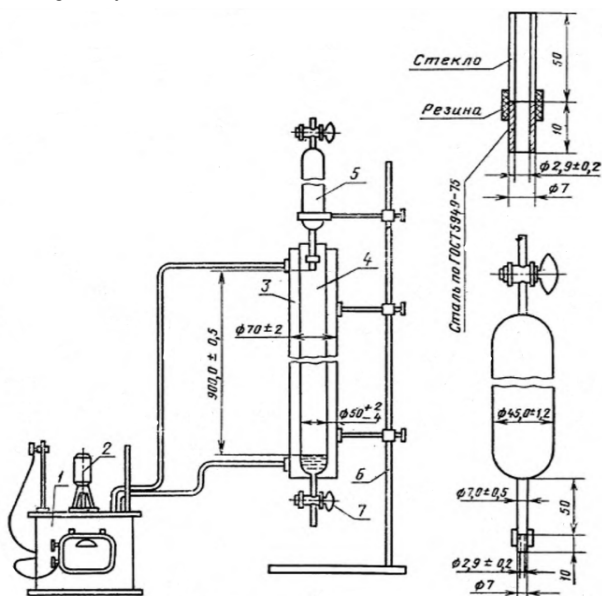 Стекло
50
Резина
10
ϕ2,9±0,2
ϕ7
Сталь по ГОСТ 5949-75
5
3
4
ϕ70±2
900,0 ± 0,5
ϕ50 +2 -4
ϕ45,0±1,2
1
2
6
7
ϕ7,0±0,5
50
ϕ2,9 ± 0,2
10
ϕ7